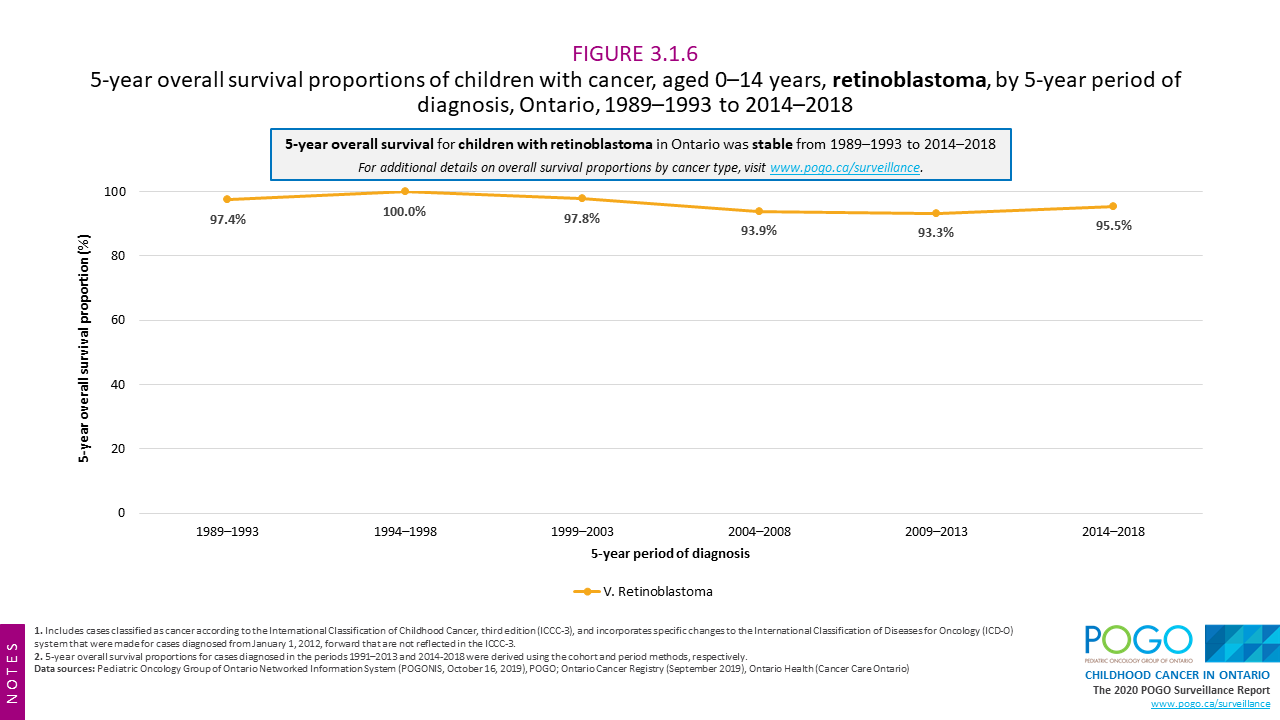 FIGURE 3.1.6
5-year overall survival proportions of children with cancer, aged 0–14 years, retinoblastoma, by 5-year period of
diagnosis, Ontario, 1989–1993 to 2014–2018
5-year overall survival for children with retinoblastoma in Ontario was stable from 1989–1993 to 2014–2018
For additional details on overall survival proportions by cancer type, visit www.pogo.ca/surveillance.
5-year overall survival proportion (%)
100
80
60
40
20
0
97.4%
100.0%
97.8%
93.9%
93.3%
95.5%
1989–1993
1994–1998
1999–2003
2004–2008
2009–2013
2014–2018
5-year period of diagnosis
V. Retinoblastoma
NOTES
1. Includes cases classified as cancer according to the International Classification of Childhood Cancer, third edition (ICCC-3), and incorporates specific changes to the International Classification of Diseases for Oncology (ICD-O)
system that were made for cases diagnosed from January 1, 2012, forward that are not reflected in the ICCC-3.
2. 5-year overall survival proportions for cases diagnosed in the periods 1991–2013 and 2014-2018 were derived using the cohort and period methods, respectively.
Data sources: Pediatric Oncology Group of Ontario Networked Information System (POGONIS, October 16, 2019), POGO; Ontario Cancer Registry (September 2019), Ontario Health (Cancer Care Ontario)
POGO
PEDIATRIC ONCOLOGY GROUP OF ONTARIO
CHILDHOOD CANCER IN ONTARIO
The 2020 POGO Surveillance Report
www.pogo.ca/surveillance